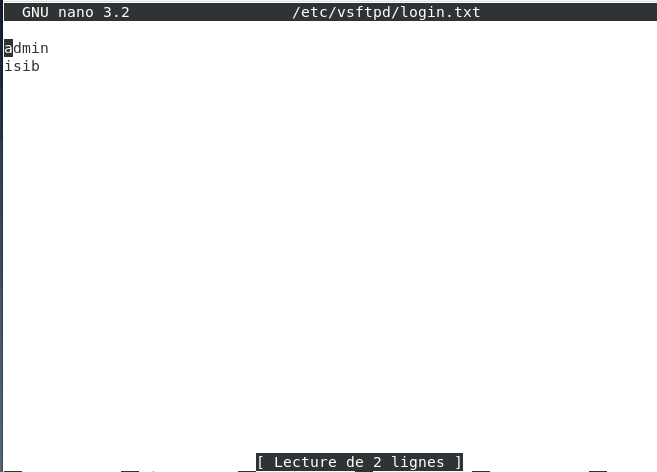 GNU nano 3.2 /etc/vsftpd/login.txt
admin
isib
[ Lecture de 2 lignes ]